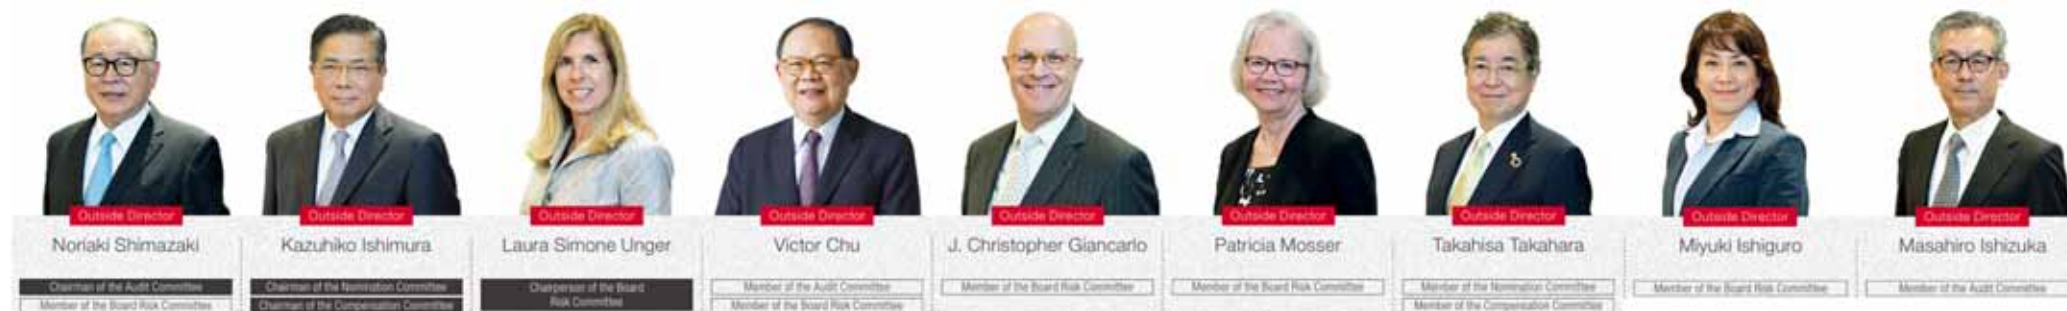 Outside Director
Outside Director
Outside Director
Outside Director
Outside Director
Outside Director
Outside Director
Outside Director
Outside Director
Noriaki Shimazaki
Kazuhiko Ishimura
Laura Simone Unger
Victor Chu
J. Christopher Giancarlo
Patricia Mosser
Takahisa Takahara
Miyuki Ishiguro
Masahiro Ishizuka
Chairman of the Audit Committee
Chairman of the Nomination Committee
Chairperson of the Board
Risk Committee
Member of the Audit Committee
Member of the Board Risk Committee
Member of the Board Risk Committee
Member of the Nomination Committee
Member of the Board Risk Committee
Member of the Audit Committee
Member of the Board Risk Committee
Chairman of the Compensation Committee
Member of the Board Risk Committee
Member of the Compensation Committee